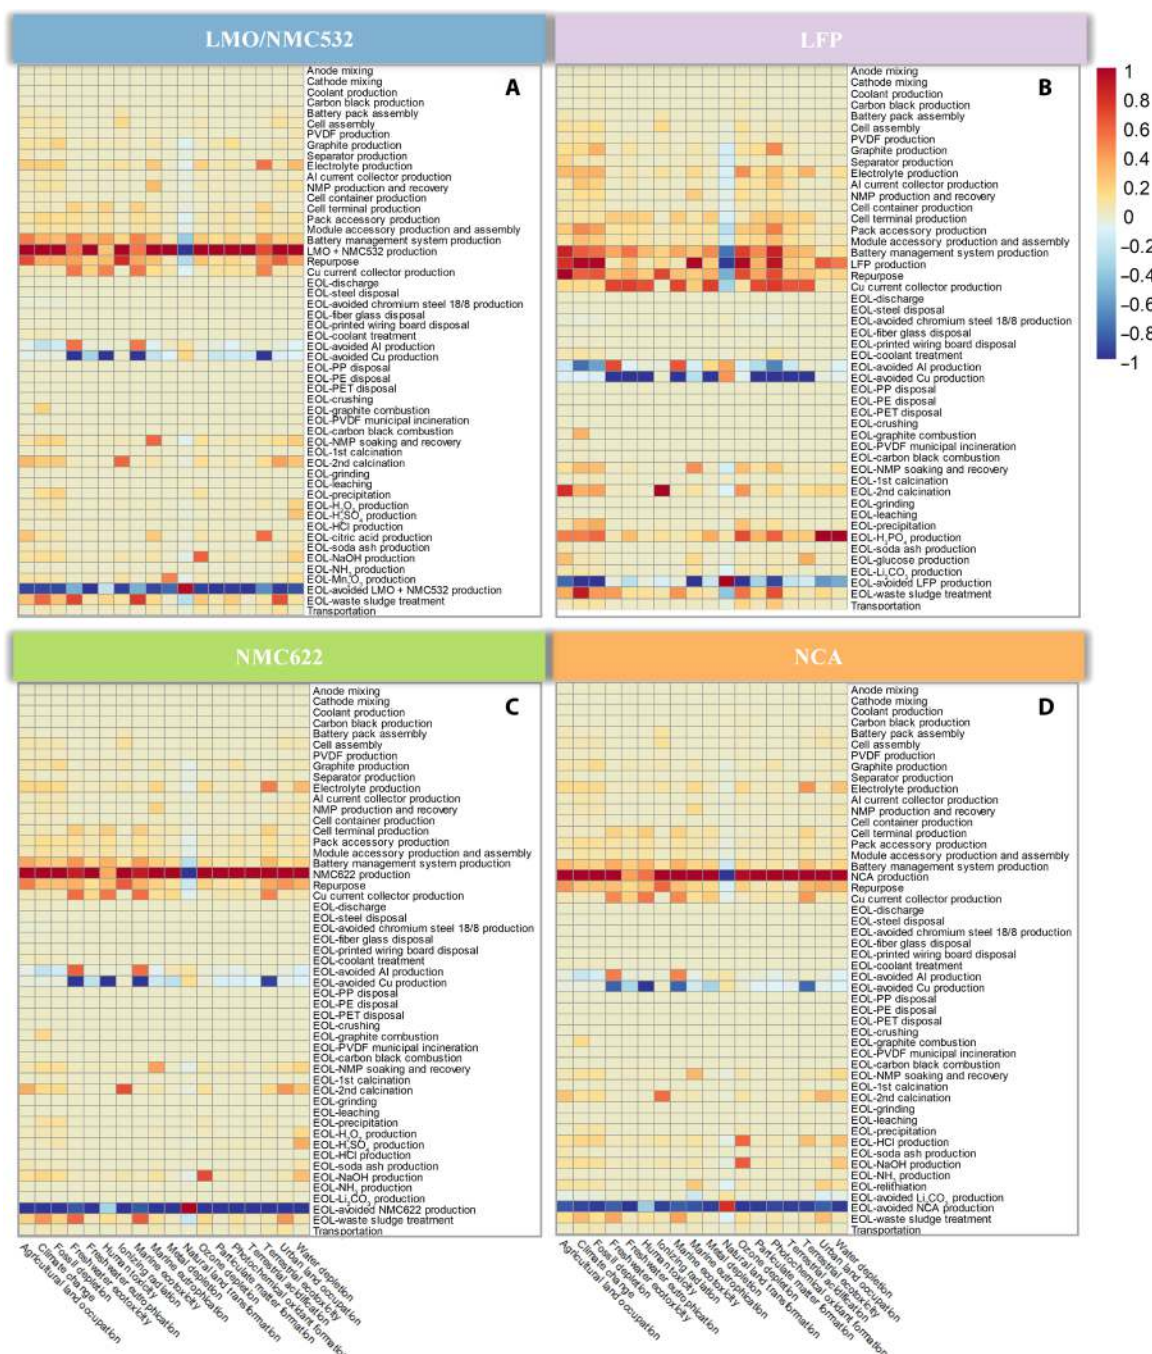 LMO/NMC532
LFP
A
Anode mixing
Cathode mixing
Coolant production
Carbon black production
Battery pack assembly
Cell assembly
PVDF production
Graphite production
Separator production
Electrolyte production
Al current collector production
NMP production and recovery
Cell container production
Cell terminal production
Pack accessory production
Module accessory production and assembly
Battery management system production
LMO + NMC532 production
Repurpose
Cu current collector production
EOL-discharge
EOL-steel disposal
EOL-avoided chromium steel 18/8 production
EOL-fiber glass disposal
EOL-printed wiring board disposal
EOL-coolant treatment
EOL-avoided Al production
EOL-avoided Cu production
EOL-PP disposal
EOL-PE disposal
EOL-PET disposal
EOL-crushing
EOL-graphite combustion
EOL-PVDF municipal incineration
EOL-carbon black combustion
EOL-NMP soaking and recovery
EOL-1st calcination
EOL-2nd calcination
EOL-grinding
EOL-leaching
EOL-precipitation
EOL-H₂O₂ production
EOL-H₂SO₄ production
EOL-HCl production
EOL-citric acid production
EOL-soda ash production
EOL-NaOH production
EOL-NH₃ production
EOL-Mn₃O₄ production
EOL-avoided LMO + NMC532 production
EOL-waste sludge treatment
Transportation
B
Anode mixing
Cathode mixing
Coolant production
Carbon black production
Battery pack assembly
Cell assembly
PVDF production
Graphite production
Separator production
Electrolyte production
Al current collector production
NMP production and recovery
Cell container production
Cell terminal production
Pack accessory production
Module accessory production and assembly
Battery management system production
LFP production
Repurpose
Cu current collector production
EOL-discharge
EOL-steel disposal
EOL-avoided chromium steel 18/8 production
EOL-fiber glass disposal
EOL-printed wiring board disposal
EOL-coolant treatment
EOL-avoided Al production
EOL-avoided Cu production
EOL-PP disposal
EOL-PE disposal
EOL-PET disposal
EOL-crushing
EOL-graphite combustion
EOL-PVDF municipal incineration
EOL-carbon black combustion
EOL-NMP soaking and recovery
EOL-1st calcination
EOL-2nd calcination
EOL-grinding
EOL-leaching
EOL-precipitation
EOL-H₃PO₄ production
EOL-soda ash production
EOL-glucose production
EOL-Li₂CO₃ production
EOL-avoided LFP production
EOL-waste sludge treatment
Transportation
1
0.8
0.6
0.4
0.2
0
−0.2
−0.4
−0.6
−0.8
−1
NMC622
NCA
C
Anode mixing
Cathode mixing
Coolant production
Carbon black production
Battery pack assembly
Cell assembly
PVDF production
Graphite production
Separator production
Electrolyte production
Al current collector production
NMP production and recovery
Cell container production
Cell terminal production
Pack accessory production
Module accessory production and assembly
Battery management system production
NMC622 production
Repurpose
Cu current collector production
EOL-discharge
EOL-steel disposal
EOL-avoided chromium steel 18/8 production
EOL-fiber glass disposal
EOL-printed wiring board disposal
EOL-coolant treatment
EOL-avoided Al production
EOL-avoided Cu production
EOL-PP disposal
EOL-PE disposal
EOL-PET disposal
EOL-crushing
EOL-graphite combustion
EOL-PVDF municipal incineration
EOL-carbon black combustion
EOL-NMP soaking and recovery
EOL-1st calcination
EOL-2nd calcination
EOL-grinding
EOL-leaching
EOL-precipitation
EOL-H₂O₂ production
EOL-H₂SO₄ production
EOL-HCl production
EOL-soda ash production
EOL-NaOH production
EOL-NH₃ production
EOL-Li₂CO₃ production
EOL-avoided NMC622 production
EOL-waste sludge treatment
Transportation
D
Anode mixing
Cathode mixing
Coolant production
Carbon black production
Battery pack assembly
Cell assembly
PVDF production
Graphite production
Separator production
Electrolyte production
Al current collector production
NMP production and recovery
Cell container production
Cell terminal production
Pack accessory production
Module accessory production and assembly
Battery management system production
NCA production
Repurpose
Cu current collector production
EOL-discharge
EOL-steel disposal
EOL-avoided chromium steel 18/8 production
EOL-fiber glass disposal
EOL-printed wiring board disposal
EOL-coolant treatment
EOL-avoided Al production
EOL-avoided Cu production
EOL-PP disposal
EOL-PE disposal
EOL-PET disposal
EOL-crushing
EOL-graphite combustion
EOL-PVDF municipal incineration
EOL-carbon black combustion
EOL-NMP soaking and recovery
EOL-1st calcination
EOL-2nd calcination
EOL-grinding
EOL-leaching
EOL-precipitation
EOL-HCl production
EOL-soda ash production
EOL-NaOH production
EOL-NH₃ production
EOL-relithiation
EOL-avoided Li₂CO₃ production
EOL-avoided NCA production
EOL-waste sludge treatment
Transportation
Agricultural land occupation
Climate change
Fossil depletion
Freshwater ecotoxicity
Freshwater eutrophication
Human toxicity
Ionizing radiation
Marine ecotoxicity
Marine eutrophication
Metal depletion
Natural land transformation
Ozone depletion
Particulate matter formation
Photochemical oxidant formation
Terrestrial acidification
Terrestrial ecotoxicity
Urban land occupation
Water depletion
Agricultural land occupation
Climate change
Fossil depletion
Freshwater ecotoxicity
Freshwater eutrophication
Human toxicity
Ionizing radiation
Marine ecotoxicity
Marine eutrophication
Metal depletion
Natural land transformation
Ozone depletion
Particulate matter formation
Photochemical oxidant formation
Terrestrial acidification
Terrestrial ecotoxicity
Urban land occupation
Water depletion